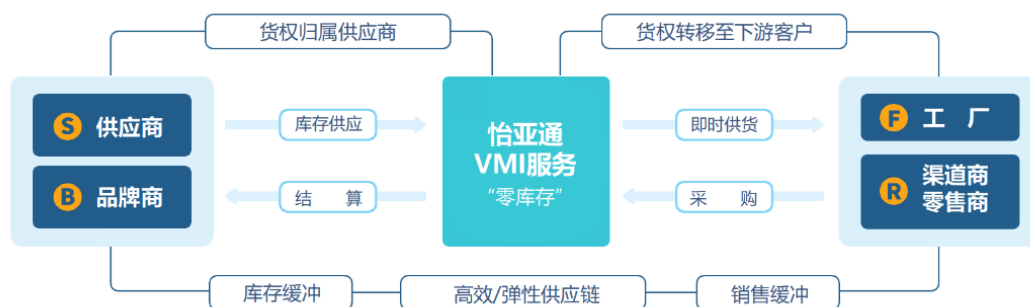 货权归属供应商
货权转移至下游客户
S 供应商
B 品牌商
库存供应
结 算
怡亚通
VMI服务
“零库存”
即时供货
采 购
F 工 厂
R 渠道商
零售商
库存缓冲
高效/弹性供应链
销售缓冲